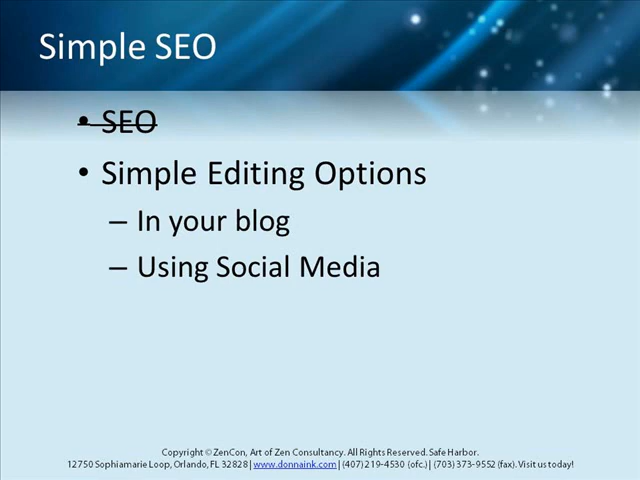 Simple SEO
• SEO
• Simple Editing Options
– In your blog
– Using Social Media
Copyright © ZenCon, Art of Zen Consultancy. All Rights Reserved. Safe Harbor.
12750 Sophiamarie Loop, Orlando, FL 32828 | www.donnaink.com | (407) 219-4530 (ofc.) | (703) 373-9552 (fax). Visit us today!